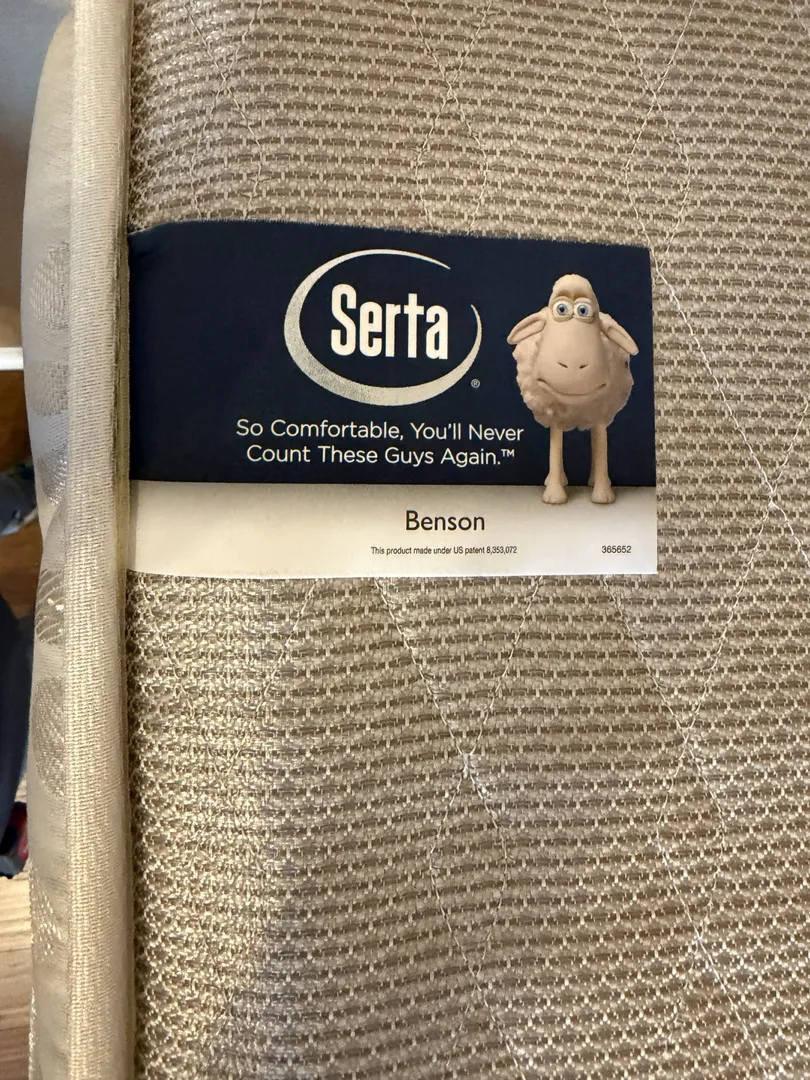 Serta®
So Comfortable, You'll Never
Count These Guys Again.™
Benson
This product made under US patent 8,353,072
365652